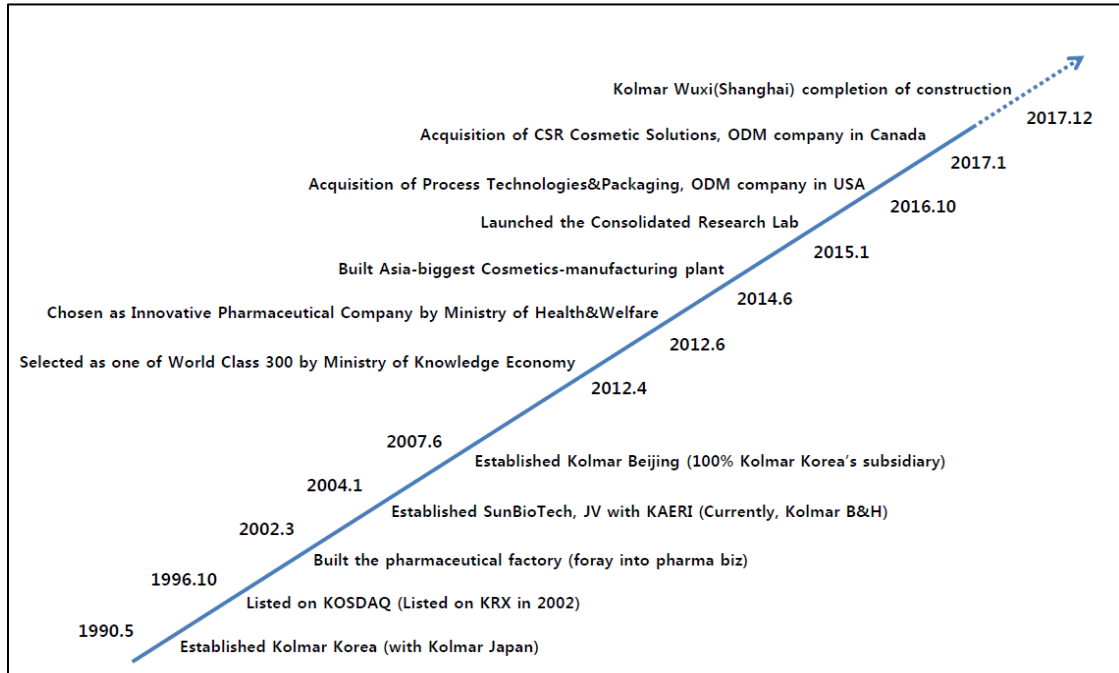 Kolmar Wuxi(Shanghai) completion of construction
2017.12
Acquisition of CSR Cosmetic Solutions, ODM company in Canada
2017.1
Acquisition of Process Technologies&Packaging, ODM company in USA
2016.10
Launched the Consolidated Research Lab
2015.1
Built Asia-biggest Cosmetics-manufacturing plant
2014.6
Chosen as Innovative Pharmaceutical Company by Ministry of Health&Welfare
2012.6
Selected as one of World Class 300 by Ministry of Knowledge Economy
2012.4
2007.6
Established Kolmar Beijing (100% Kolmar Korea's subsidiary)
2004.1
Established SunBioTech, JV with KAERI (Currently, Kolmar B&H)
2002.3
Built the pharmaceutical factory (foray into pharma biz)
1996.10
Listed on KOSDAQ (Listed on KRX in 2002)
1990.5
Established Kolmar Korea (with Kolmar Japan)